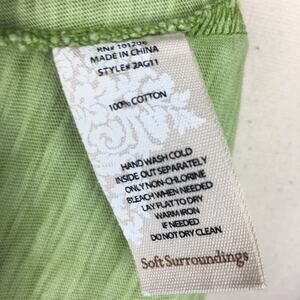 RN# 101206
MADE IN CHINA
STYLE# 2AG11
100% COTTON
HAND WASH COLD
INSIDE OUT SEPARATELY
ONLY NON-CHLORINE
BLEACH WHEN NEEDED
LAY FLAT TO DRY
WARM IRON
IF NEEDED
DO NOT DRY CLEAN
Soft Surroundings